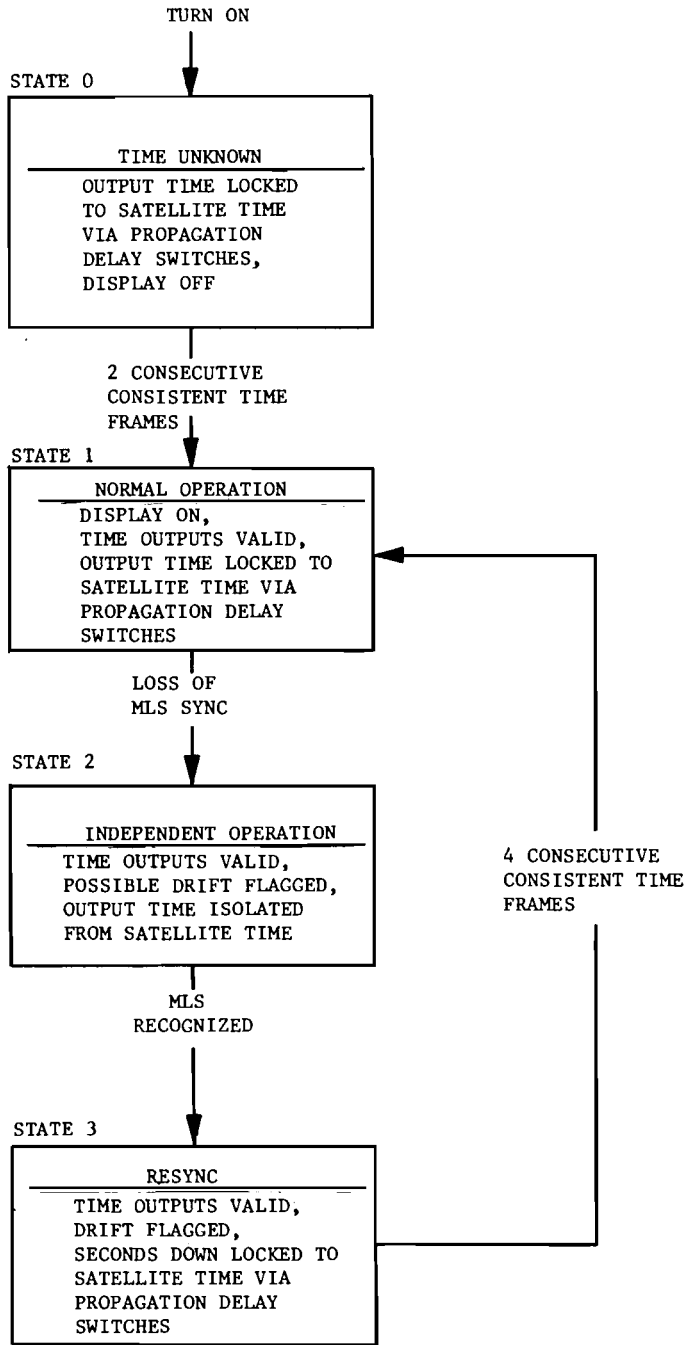 TURN ON
STATE 0
TIME UNKNOWN
OUTPUT TIME LOCKED
TO SATELLITE TIME
VIA PROPAGATION
DELAY SWITCHES,
DISPLAY OFF
2 CONSECUTIVE
CONSISTENT TIME
FRAMES
STATE 1
NORMAL OPERATION
DISPLAY ON,
TIME OUTPUTS VALID,
OUTPUT TIME LOCKED TO
SATELLITE TIME VIA
PROPAGATION DELAY
SWITCHES
LOSS OF
MLS SYNC
STATE 2
INDEPENDENT OPERATION
TIME OUTPUTS VALID,
POSSIBLE DRIFT FLAGGED,
OUTPUT TIME ISOLATED
FROM SATELLITE TIME
4 CONSECUTIVE
CONSISTENT TIME
FRAMES
MLS
RECOGNIZED
STATE 3
RESYNC
TIME OUTPUTS VALID,
DRIFT FLAGGED,
SECONDS DOWN LOCKED TO
SATELLITE TIME VIA
PROPAGATION DELAY
SWITCHES